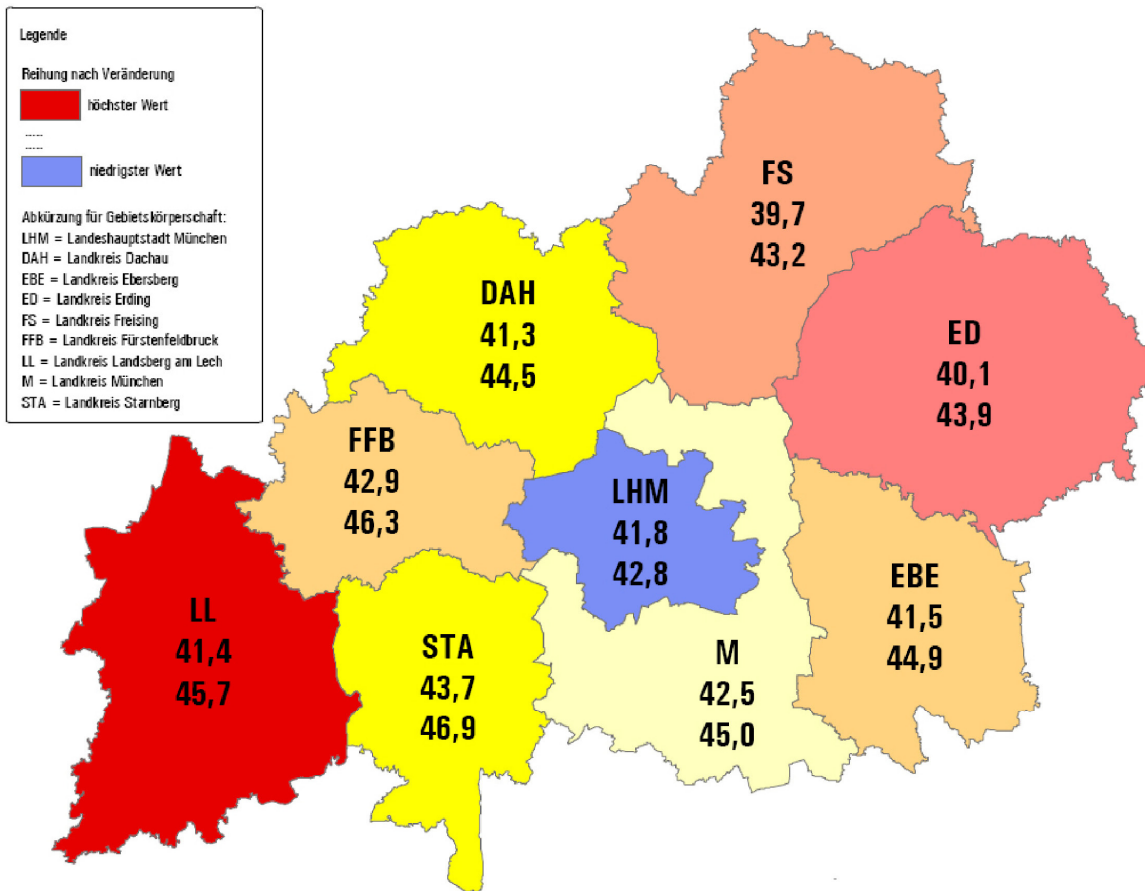 Legende
Reihung nach Veränderung
höchster Wert
......
......
niedrigster Wert
Abkürzung für Gebietskörperschaft:
LHM = Landeshauptstadt München
DAH = Landkreis Dachau
EBE = Landkreis Ebersberg
ED = Landkreis Erding
FS = Landkreis Freising
FFB = Landkreis Fürstenfeldbruck
LL = Landkreis Landsberg am Lech
M = Landkreis München
STA = Landkreis Starnberg
FS
39,7
43,2
DAH
41,3
44,5
ED
40,1
43,9
FFB
42,9
46,3
LHM
41,8
42,8
EBE
41,5
44,9
LL
41,4
45,7
STA
43,7
46,9
M
42,5
45,0